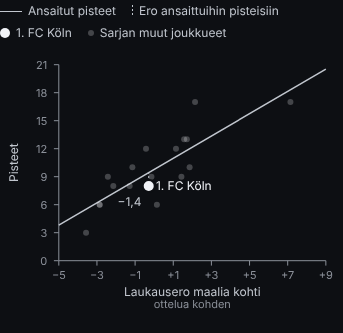 Ansaitut pisteet Ero ansaittuihin pisteisiin
1. FC Köln Sarjan muut joukkueet
21
18
15
12
9
6
3
0
Pisteet
1. FC Köln
−1,4
−5 −3 −1 +1 +3 +5 +7 +9
Laukausero maalia kohti
ottelua kohden